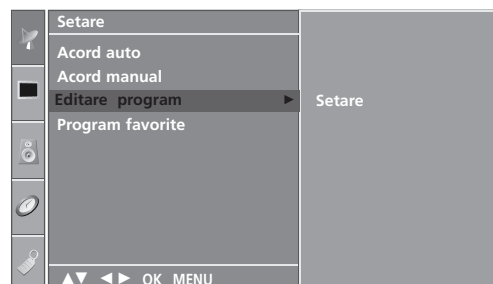 Setare
Acord auto
Acord manual
Editare program ► Setare
Program favorite
▲▼ ◄► OK MENU